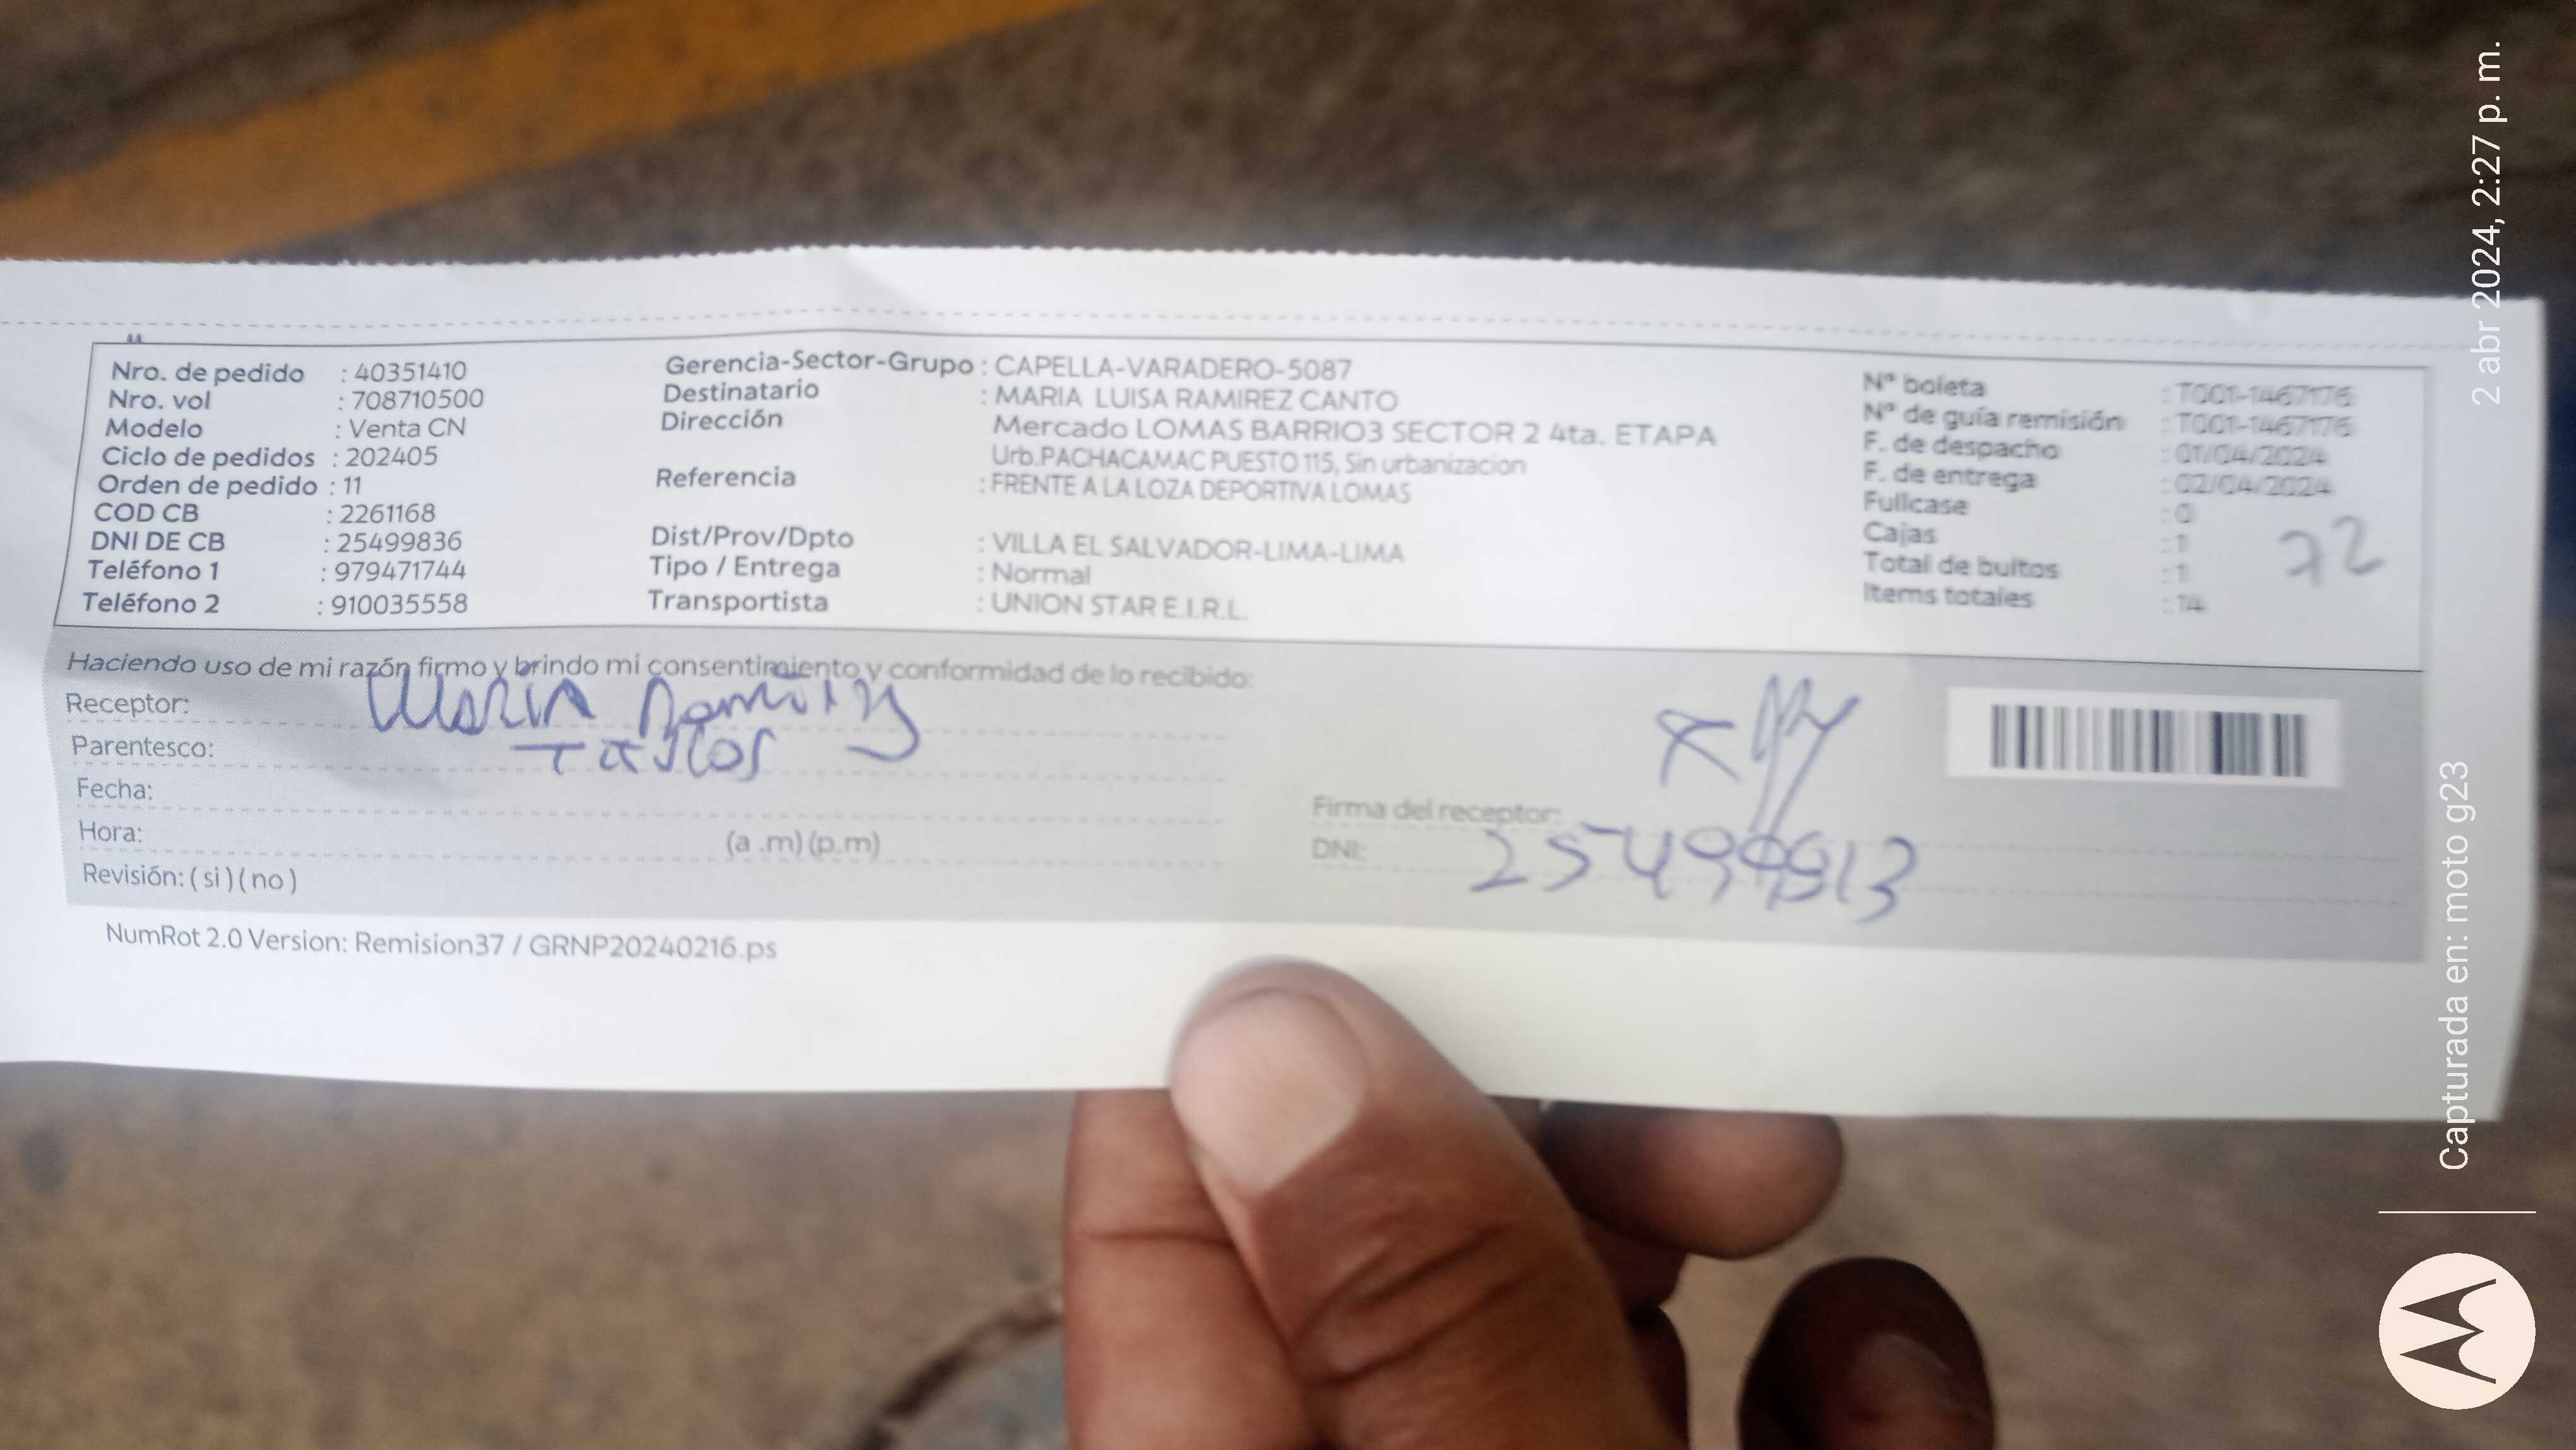 Nro. de pedido : 40351410
Nro. vol : 708710500
Modelo : Venta CN
Ciclo de pedidos : 202405
Orden de pedido : 11
COD CB : 2261168
DNI DE CB : 25499836
Teléfono 1 : 979471744
Teléfono 2 : 910035558
Gerencia-Sector-Grupo : CAPELLA-VARADERO-5087
Destinatario : MARIA LUISA RAMIREZ CANTO
Dirección Mercado LOMAS BARRIO3 SECTOR 2 4ta. ETAPA
Urb.PACHACAMAC PUESTO 115, Sin urbanizacion
Referencia : FRENTE A LA LOZA DEPORTIVA LOMAS
Dist/Prov/Dpto : VILLA EL SALVADOR-LIMA-LIMA
Tipo / Entrega : Normal
Transportista : UNION STAR E.I.R.L.
N° boleta : T001-1467176
N° de guía remisión : T001-1467176
F. de despacho : 01/04/2024
F. de entrega : 02/04/2024
Fullcase : 0
Cajas : 1
Total de bultos : 1
Items totales : 14
72
Haciendo uso de mi razón firmo y brindo mi consentimiento y conformidad de lo recibido:
Receptor: Maria
Parentesco:
Fecha:
Hora: (a .m) (p.m)
Revisión: ( si ) ( no )
Firma del receptor:
DNI:
NumRot 2.0 Version: Remision37 / GRNP20240216.ps
2 abr 2024, 2:27 p. m.
Capturada en: moto g23